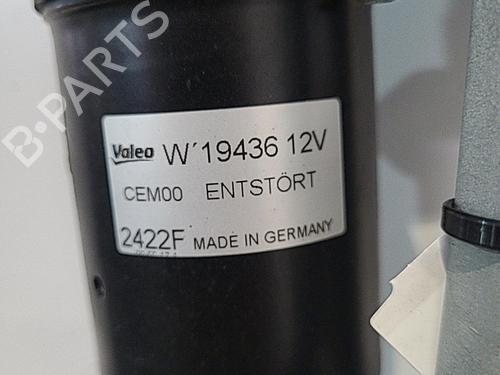 B-PARTS
Valeo W´19436 12V
CEM00 ENTSTÖRT
2422F MADE IN GERMANY